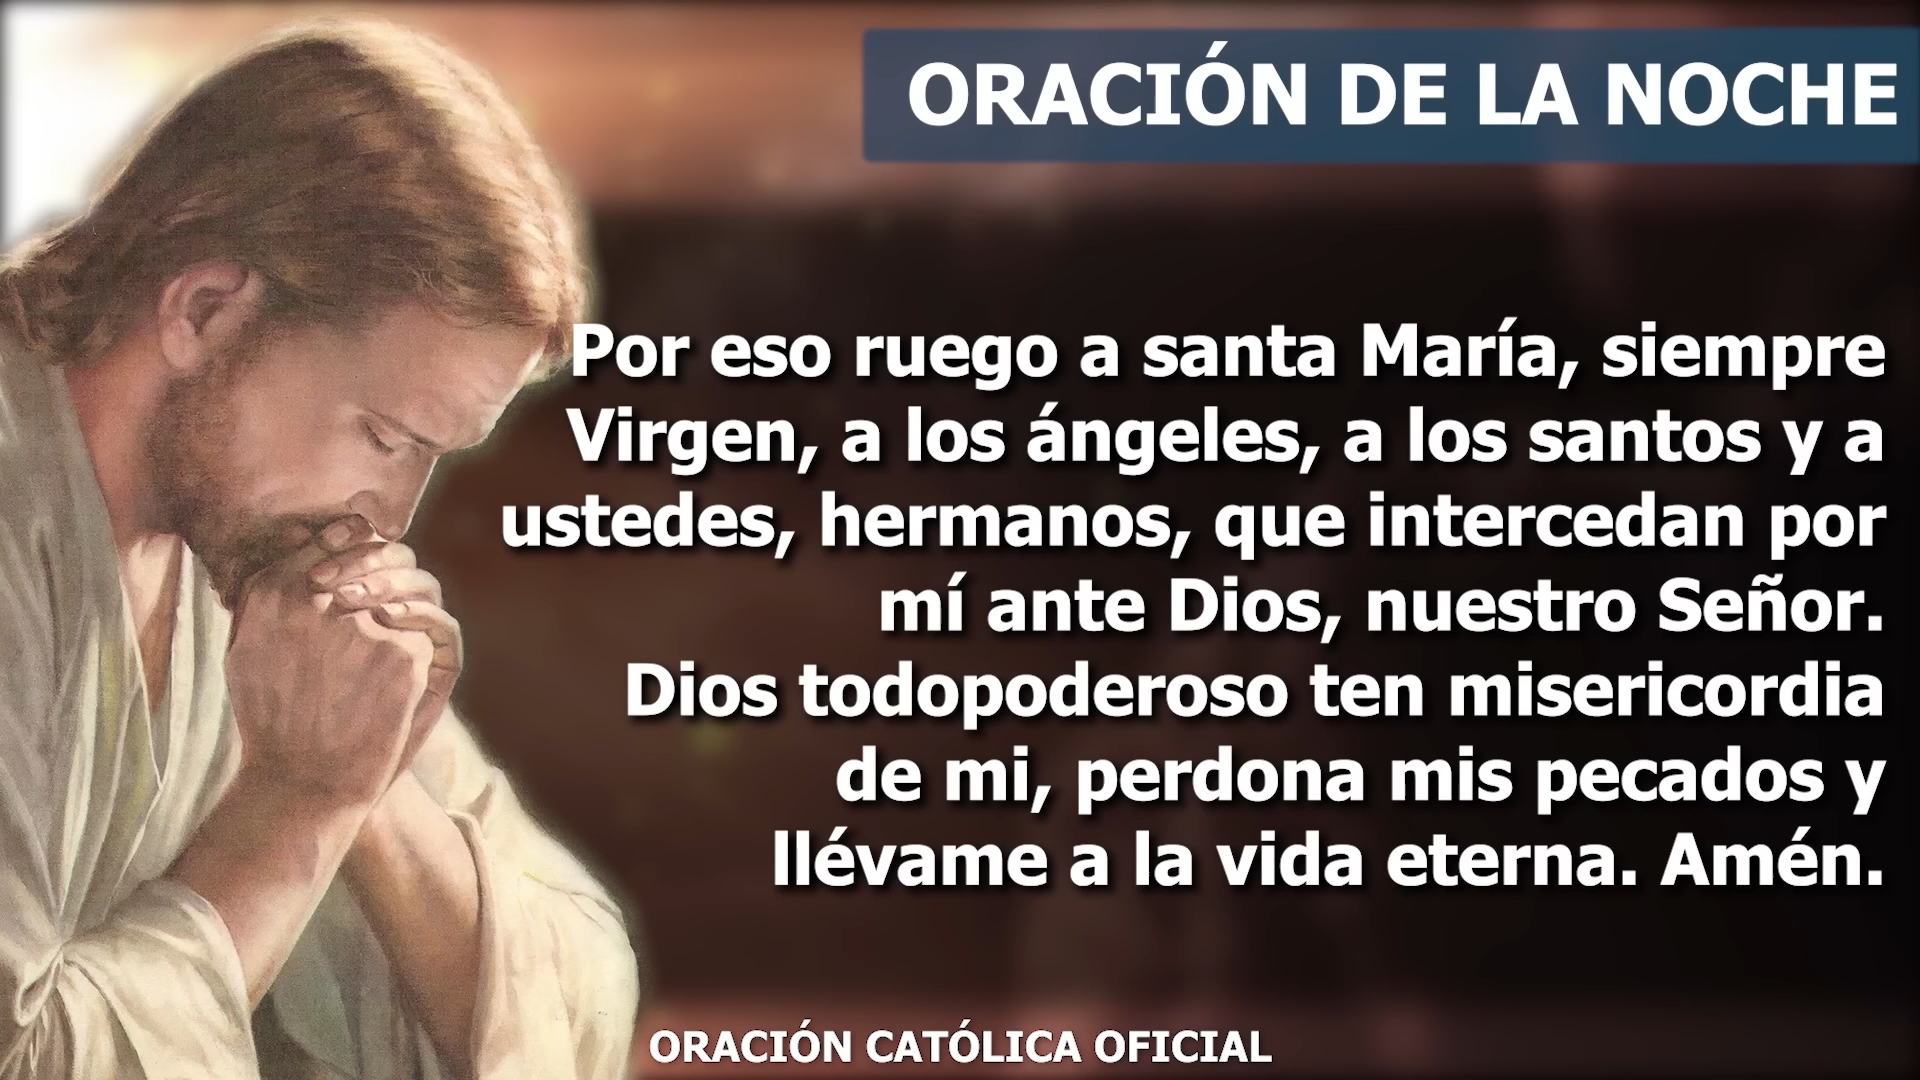 ORACIÓN DE LA NOCHE
Por eso ruego a santa María, siempre
Virgen, a los ángeles, a los santos y a
ustedes, hermanos, que intercedan por
mí ante Dios, nuestro Señor.
Dios todopoderoso ten misericordia
de mi, perdona mis pecados y
llévame a la vida eterna. Amén.
ORACIÓN CATÓLICA OFICIAL